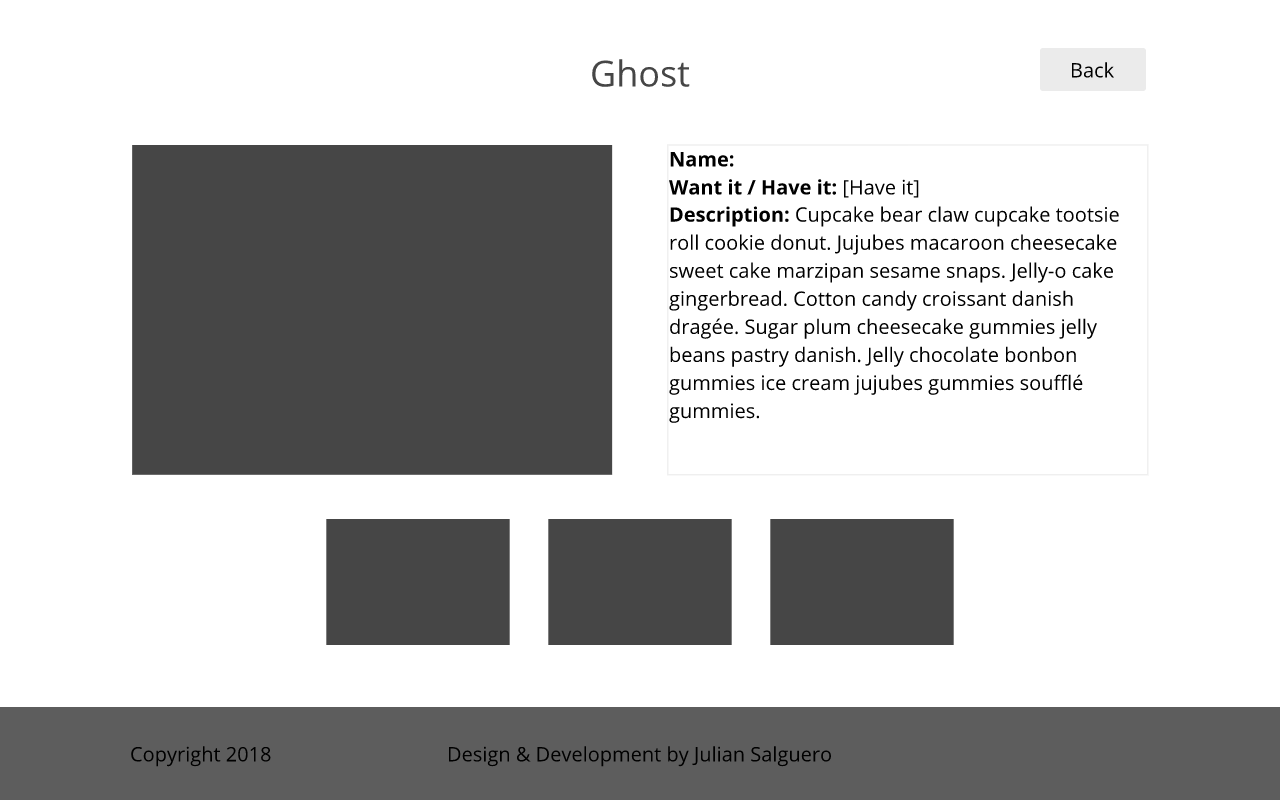 Ghost
Back
Name:
Want it / Have it: [Have it]
Description: Cupcake bear claw cupcake tootsie
roll cookie donut. Jujubes macaroon cheesecake
sweet cake marzipan sesame snaps. Jelly-o cake
gingerbread. Cotton candy croissant danish
dragée. Sugar plum cheesecake gummies jelly
beans pastry danish. Jelly chocolate bonbon
gummies ice cream jujubes gummies soufflé
gummies.
Copyright 2018
Design & Development by Julian Salguero